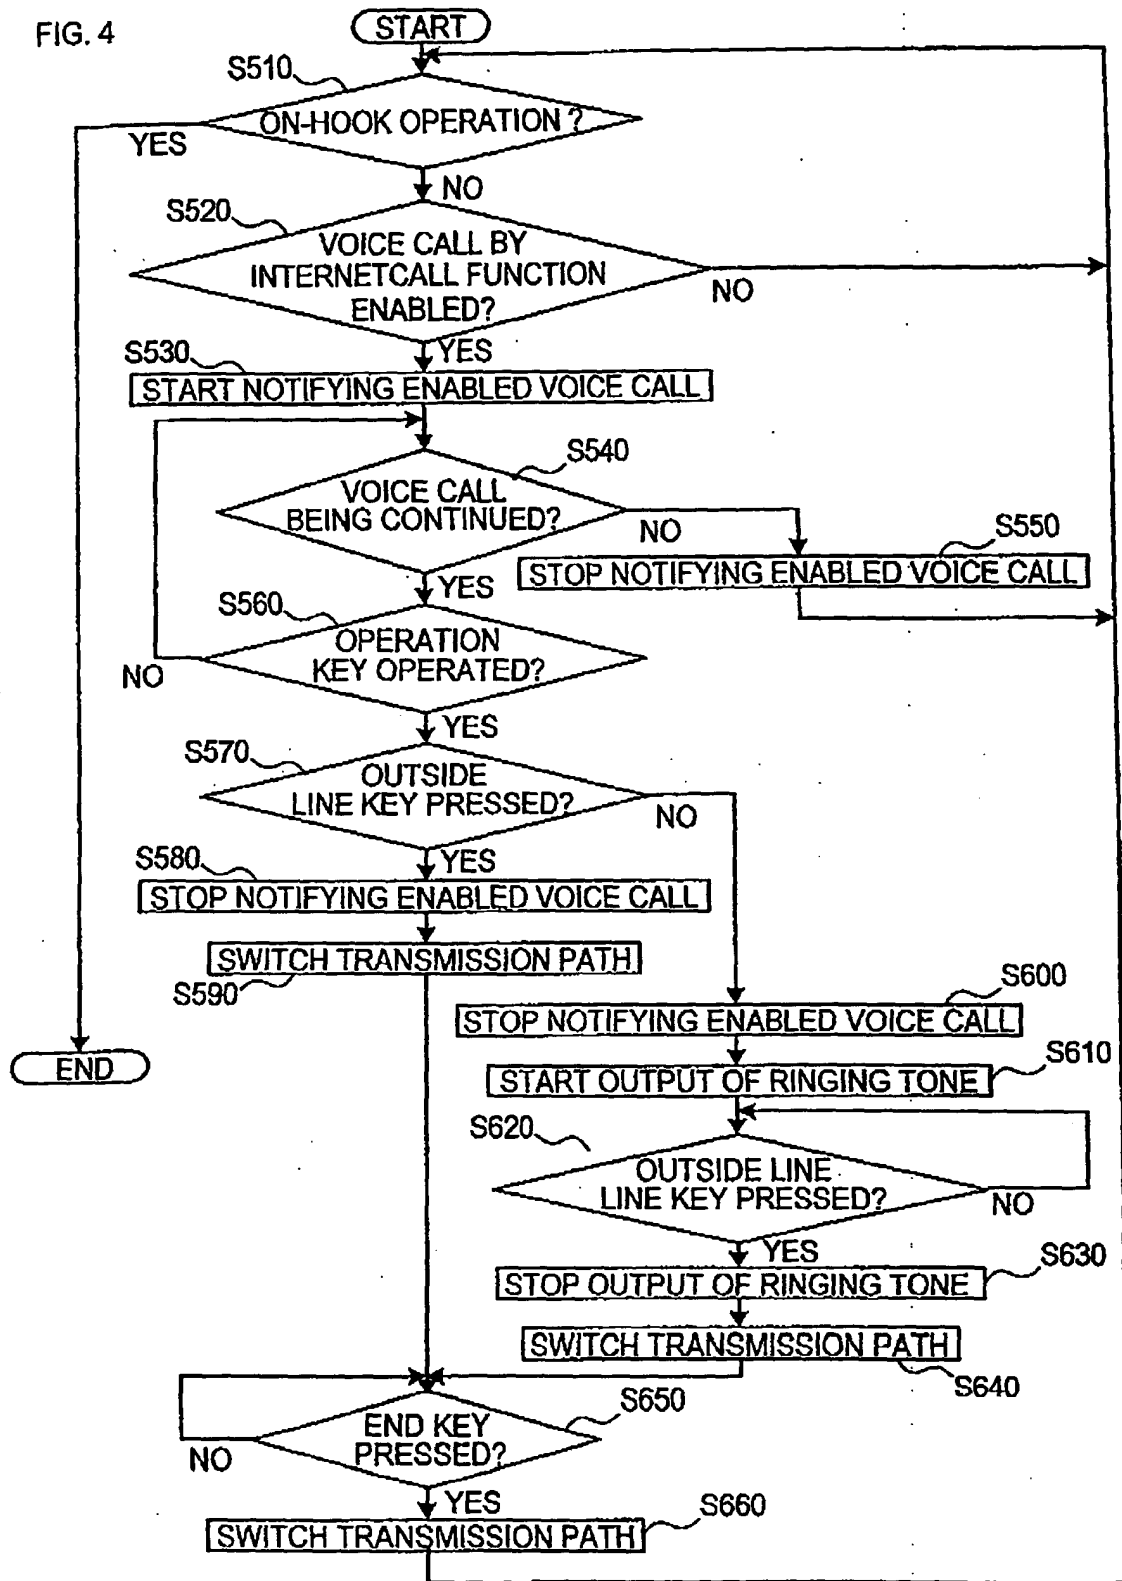 FIG. 4
START
S510
ON-HOOK OPERATION ?
YES
NO
S520
VOICE CALL BY
INTERNETCALL FUNCTION
ENABLED?
NO
YES
S530
START NOTIFYING ENABLED VOICE CALL
S540
VOICE CALL
BEING CONTINUED?
NO
S550
STOP NOTIFYING ENABLED VOICE CALL
YES
S560
OPERATION
KEY OPERATED?
NO
YES
S570
OUTSIDE
LINE KEY PRESSED?
NO
YES
S580
STOP NOTIFYING ENABLED VOICE CALL
SWITCH TRANSMISSION PATH
S590
S600
STOP NOTIFYING ENABLED VOICE CALL
END
S610
START OUTPUT OF RINGING TONE
S620
OUTSIDE LINE
LINE KEY PRESSED?
NO
YES
S630
STOP OUTPUT OF RINGING TONE
SWITCH TRANSMISSION PATH
S640
S650
END KEY
PRESSED?
NO
YES
S660
SWITCH TRANSMISSION PATH